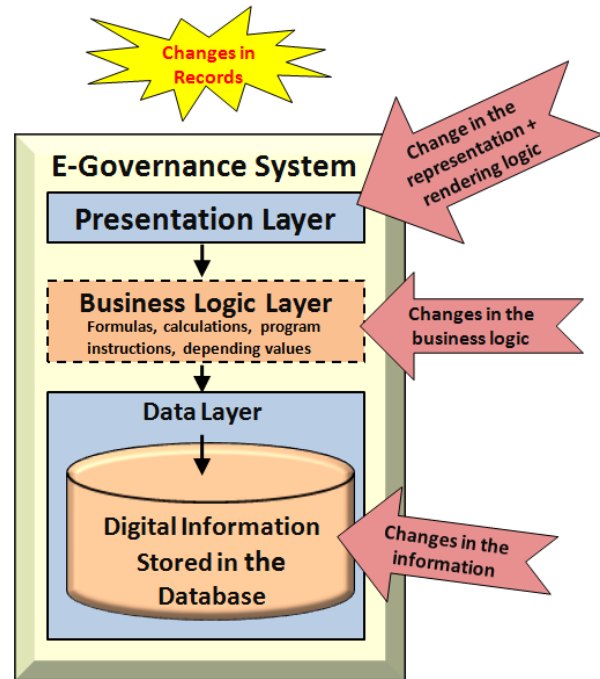 Changes in
Records
Change in the
representation +
rendering logic
E-Governance System
Presentation Layer
Business Logic Layer
Formulas, calculations, program
instructions, depending values
Changes in the
business logic
Data Layer
Digital Information
Stored in the
Database
Changes in the
information